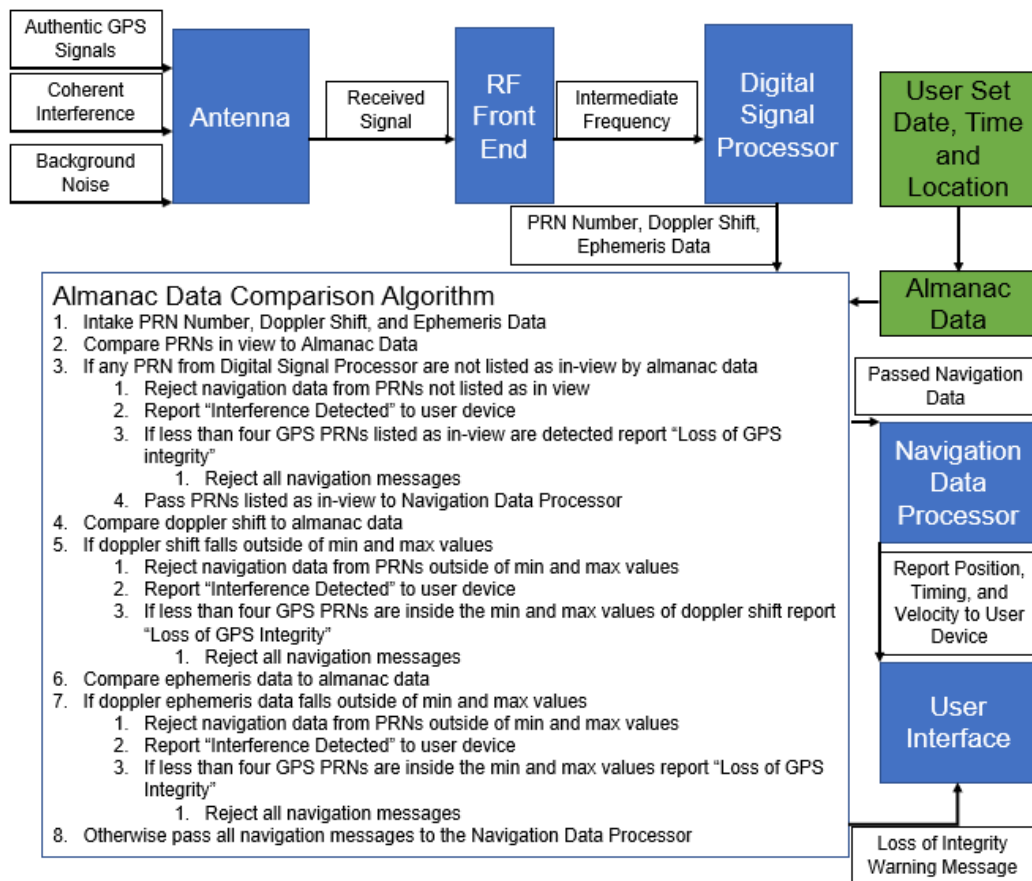 Authentic GPS
Signals
Coherent
Interference
Background
Noise
Antenna
Received
Signal
RF
Front
End
Intermediate
Frequency
Digital
Signal
Processor
User Set
Date, Time
and
Location
PRN Number, Doppler Shift,
Ephemeris Data
Almanac
Data
Almanac Data Comparison Algorithm
1. Intake PRN Number, Doppler Shift, and Ephemeris Data
2. Compare PRNs in view to Almanac Data
3. If any PRN from Digital Signal Processor are not listed as in-view by almanac data
1. Reject navigation data from PRNs not listed as in view
2. Report “Interference Detected” to user device
3. If less than four GPS PRNs listed as in-view are detected report “Loss of GPS
integrity”
1. Reject all navigation messages
4. Pass PRNs listed as in-view to Navigation Data Processor
4. Compare doppler shift to almanac data
5. If doppler shift falls outside of min and max values
1. Reject navigation data from PRNs outside of min and max values
2. Report “Interference Detected” to user device
3. If less than four GPS PRNs are inside the min and max values of doppler shift report
“Loss of GPS Integrity”
1. Reject all navigation messages
6. Compare ephemeris data to almanac data
7. If doppler ephemeris data falls outside of min and max values
1. Reject navigation data from PRNs outside of min and max values
2. Report “Interference Detected” to user device
3. If less than four GPS PRNs are inside the min and max values report “Loss of GPS
Integrity”
1. Reject all navigation messages
8. Otherwise pass all navigation messages to the Navigation Data Processor
Passed Navigation
Data
Navigation
Data
Processor
Report Position,
Timing, and
Velocity to User
Device
User
Interface
Loss of Integrity
Warning Message